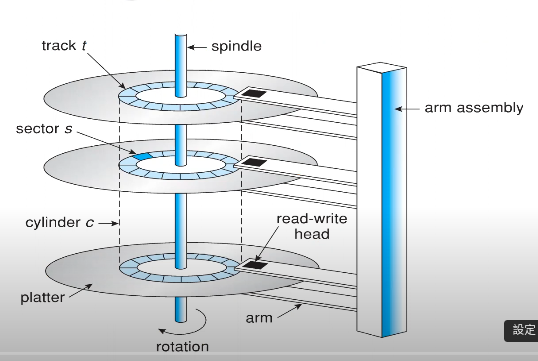 track t
spindle
arm assembly
sector s
cylinder c
read-write
head
platter
arm
rotation
設定